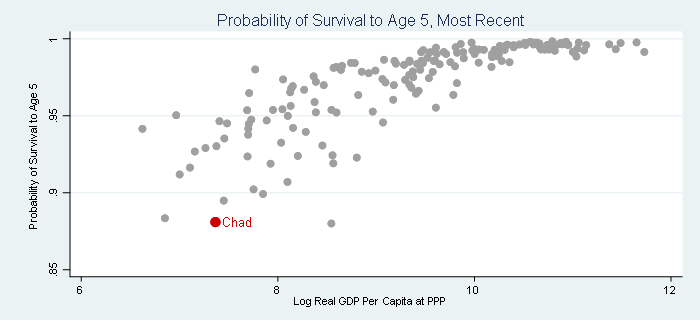 Probability of Survival to Age 5, Most Recent
Probability of Survival to Age 5
1
.95
.9
.85
Chad
6
8
10
12
Log Real GDP Per Capita at PPP